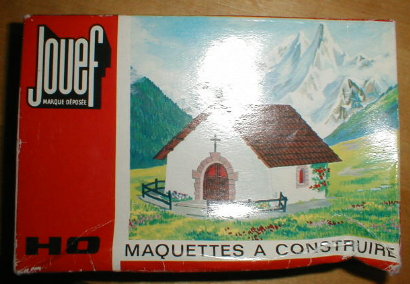 Jouef
MARQUE DÉPOSÉE
HO MAQUETTES A CONSTRUIRE